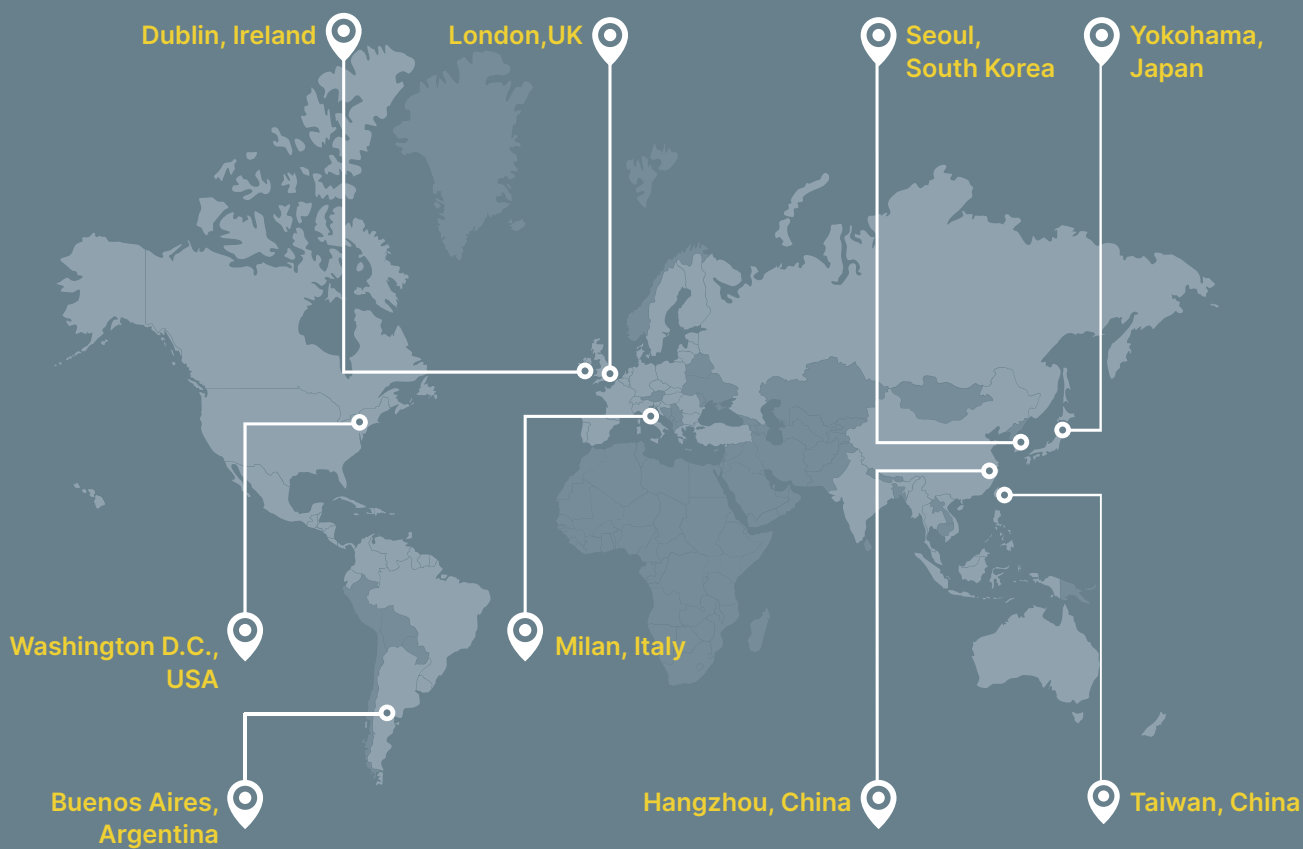 Dublin, Ireland
London,UK
Seoul,
South Korea
Yokohama,
Japan
Washington D.C.,
USA
Milan, Italy
Buenos Aires,
Argentina
Hangzhou, China
Taiwan, China